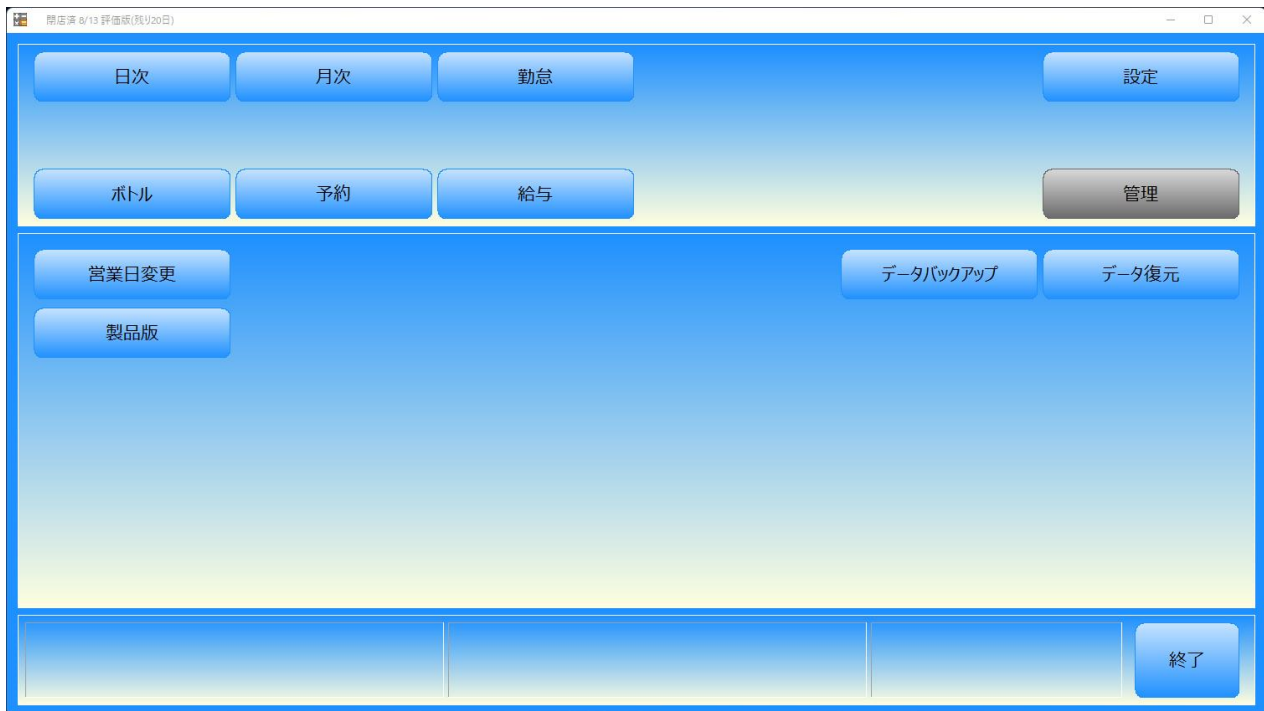 閉店済 8/13 評価版(残り20日)
日次 月次 勤怠 設定
ボトル 予約 給与 管理
営業日変更 データバックアップ データ復元
製品版
終了